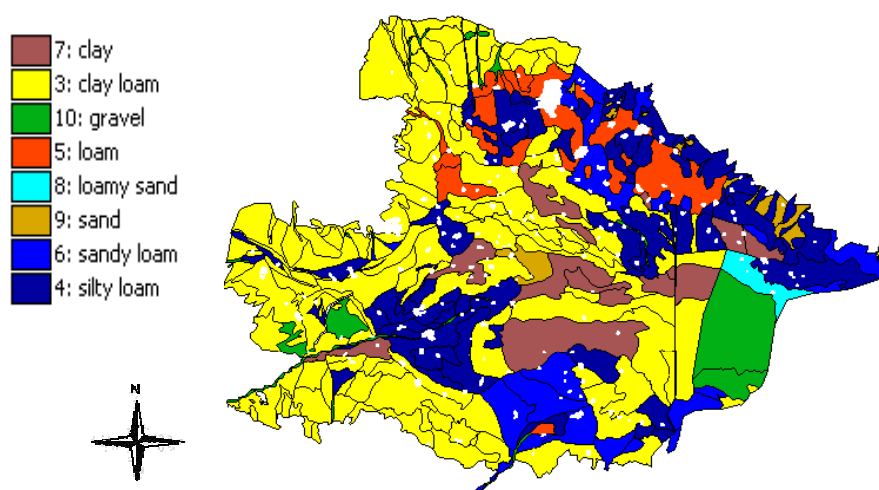 7: clay
3: clay loam
10: gravel
5: loam
8: loamy sand
9: sand
6: sandy loam
4: silty loam
N